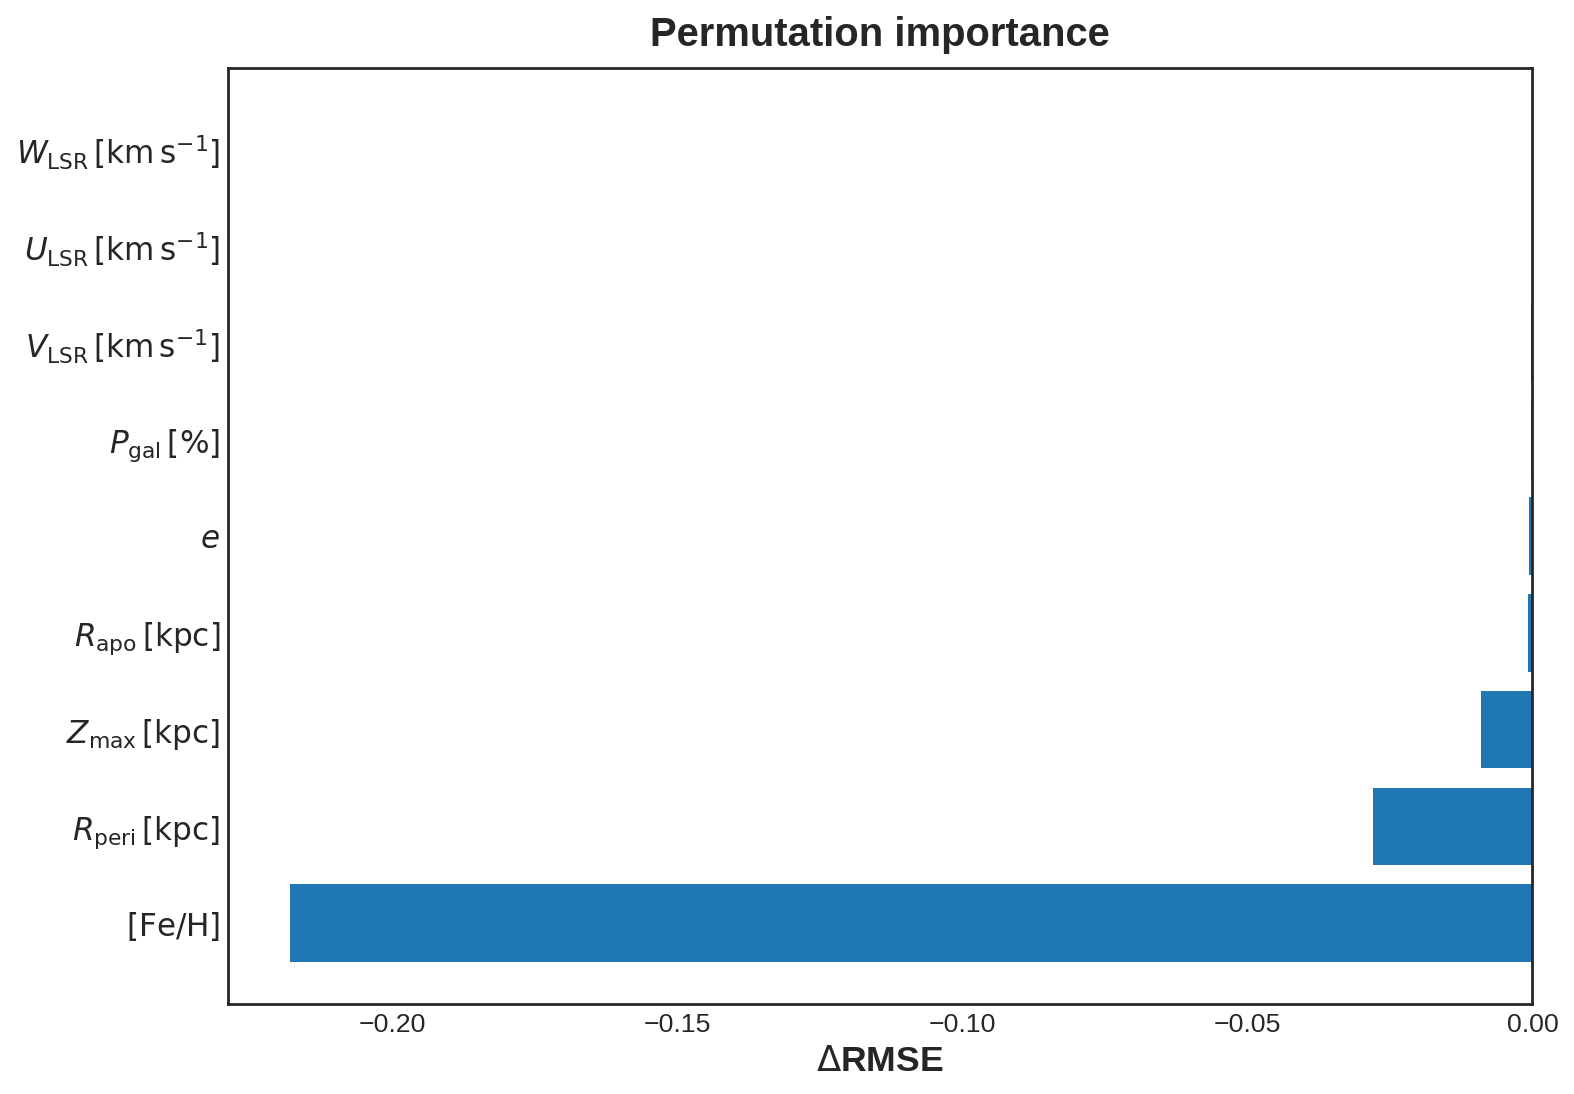 Permutation importance
W_LSR [km s⁻¹]
U_LSR [km s⁻¹]
V_LSR [km s⁻¹]
P_gal [%]
e
R_apo [kpc]
Z_max [kpc]
R_peri [kpc]
[Fe/H]
−0.20 −0.15 −0.10 −0.05 0.00
ΔRMSE